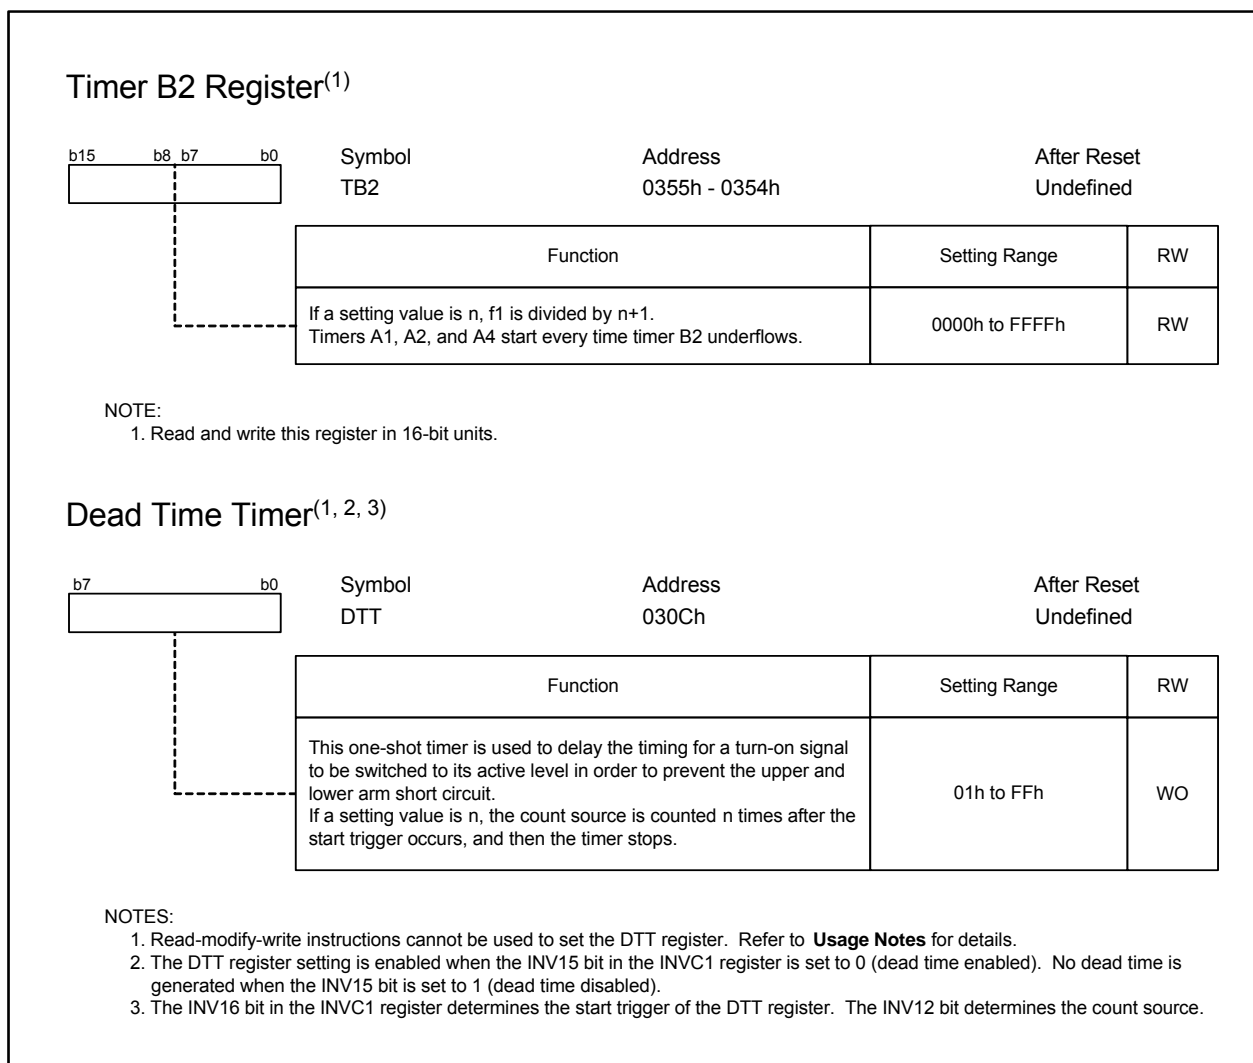 Timer B2 Register(1)
b15 b8 b7 b0 Symbol Address After Reset
TB2 0355h - 0354h Undefined
Function Setting Range RW
If a setting value is n, f1 is divided by n+1.
Timers A1, A2, and A4 start every time timer B2 underflows.
0000h to FFFFh RW
NOTE:
1. Read and write this register in 16-bit units.
Dead Time Timer(1, 2, 3)
b7 b0 Symbol Address After Reset
DTT 030Ch Undefined
Function Setting Range RW
This one-shot timer is used to delay the timing for a turn-on signal
to be switched to its active level in order to prevent the upper and
lower arm short circuit.
If a setting value is n, the count source is counted n times after the
start trigger occurs, and then the timer stops.
01h to FFh WO
NOTES:
1. Read-modify-write instructions cannot be used to set the DTT register. Refer to Usage Notes for details.
2. The DTT register setting is enabled when the INV15 bit in the INVC1 register is set to 0 (dead time enabled). No dead time is
generated when the INV15 bit is set to 1 (dead time disabled).
3. The INV16 bit in the INVC1 register determines the start trigger of the DTT register. The INV12 bit determines the count source.